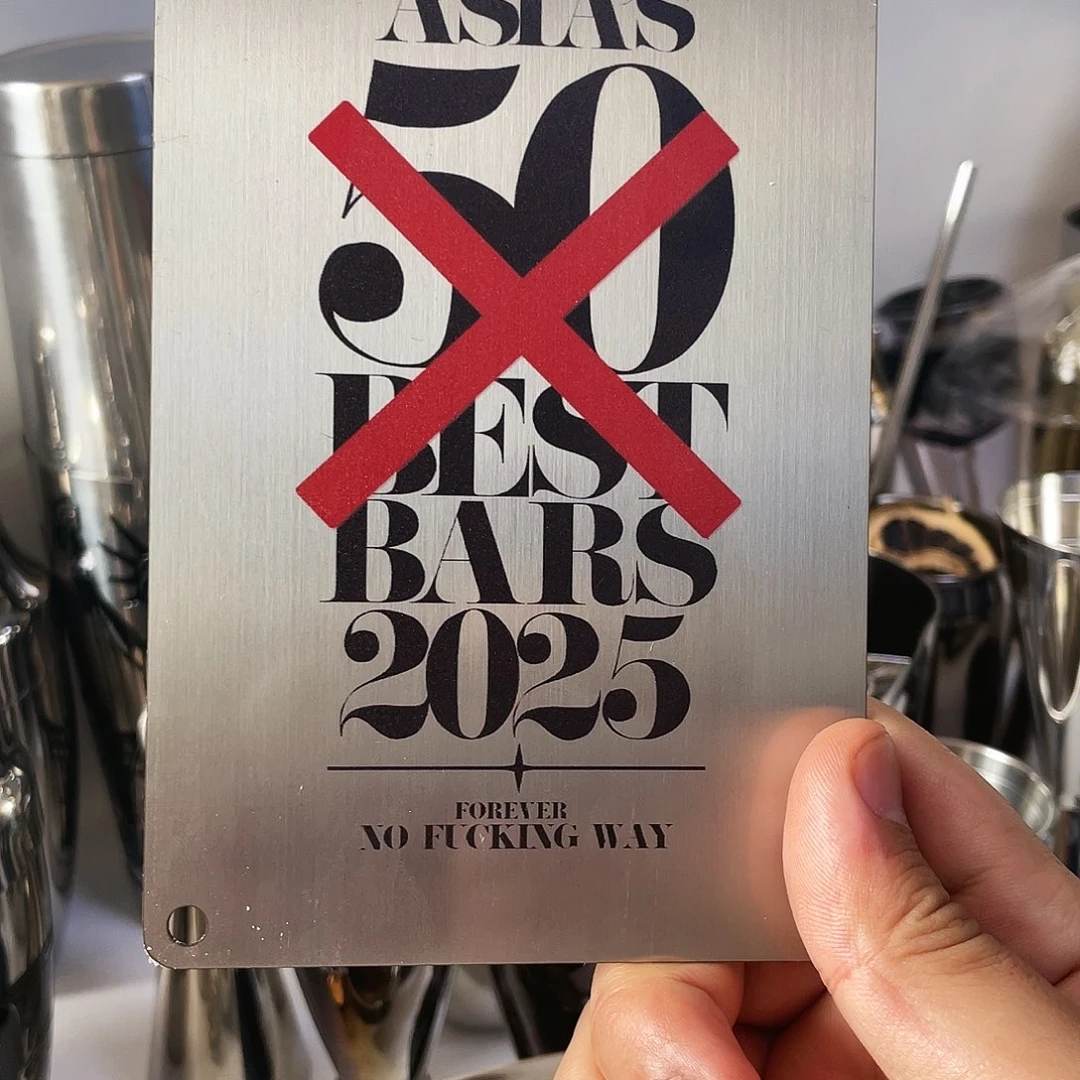 ASIA'S
50
BEST
BARS
2025
FOREVER
NO FUCKING WAY